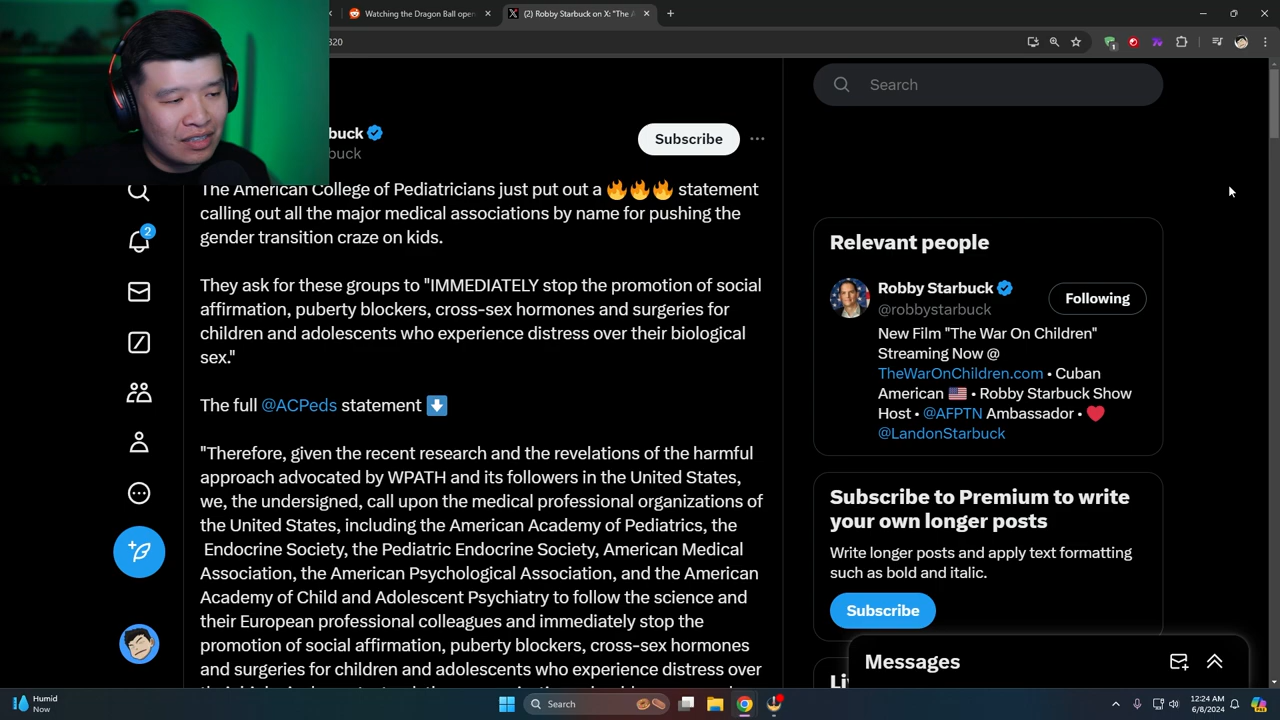 Watching the Dragon Ball open
(2) Robby Starbuck on X: "The A
320
Search
buck
buck
Subscribe
The American College of Pediatricians just put out a 🔥🔥🔥 statement
calling out all the major medical associations by name for pushing the
gender transition craze on kids.
They ask for these groups to "IMMEDIATELY stop the promotion of social
affirmation, puberty blockers, cross-sex hormones and surgeries for
children and adolescents who experience distress over their biological
sex."
The full @ACPeds statement ⬇️
"Therefore, given the recent research and the revelations of the harmful
approach advocated by WPATH and its followers in the United States,
we, the undersigned, call upon the medical professional organizations of
the United States, including the American Academy of Pediatrics, the
Endocrine Society, the Pediatric Endocrine Society, American Medical
Association, the American Psychological Association, and the American
Academy of Child and Adolescent Psychiatry to follow the science and
their European professional colleagues and immediately stop the
promotion of social affirmation, puberty blockers, cross-sex hormones
and surgeries for children and adolescents who experience distress over
2
Relevant people
Robby Starbuck
@robbystarbuck
Following
New Film "The War On Children"
Streaming Now @
TheWarOnChildren.com • Cuban
American 🇺🇸 • Robby Starbuck Show
Host • @AFPTN Ambassador • ❤️
@LandonStarbuck
Subscribe to Premium to write
your own longer posts
Write longer posts and apply text formatting
such as bold and italic.
Subscribe
Messages
Humid
Now
Search
12:24 AM
6/8/2024